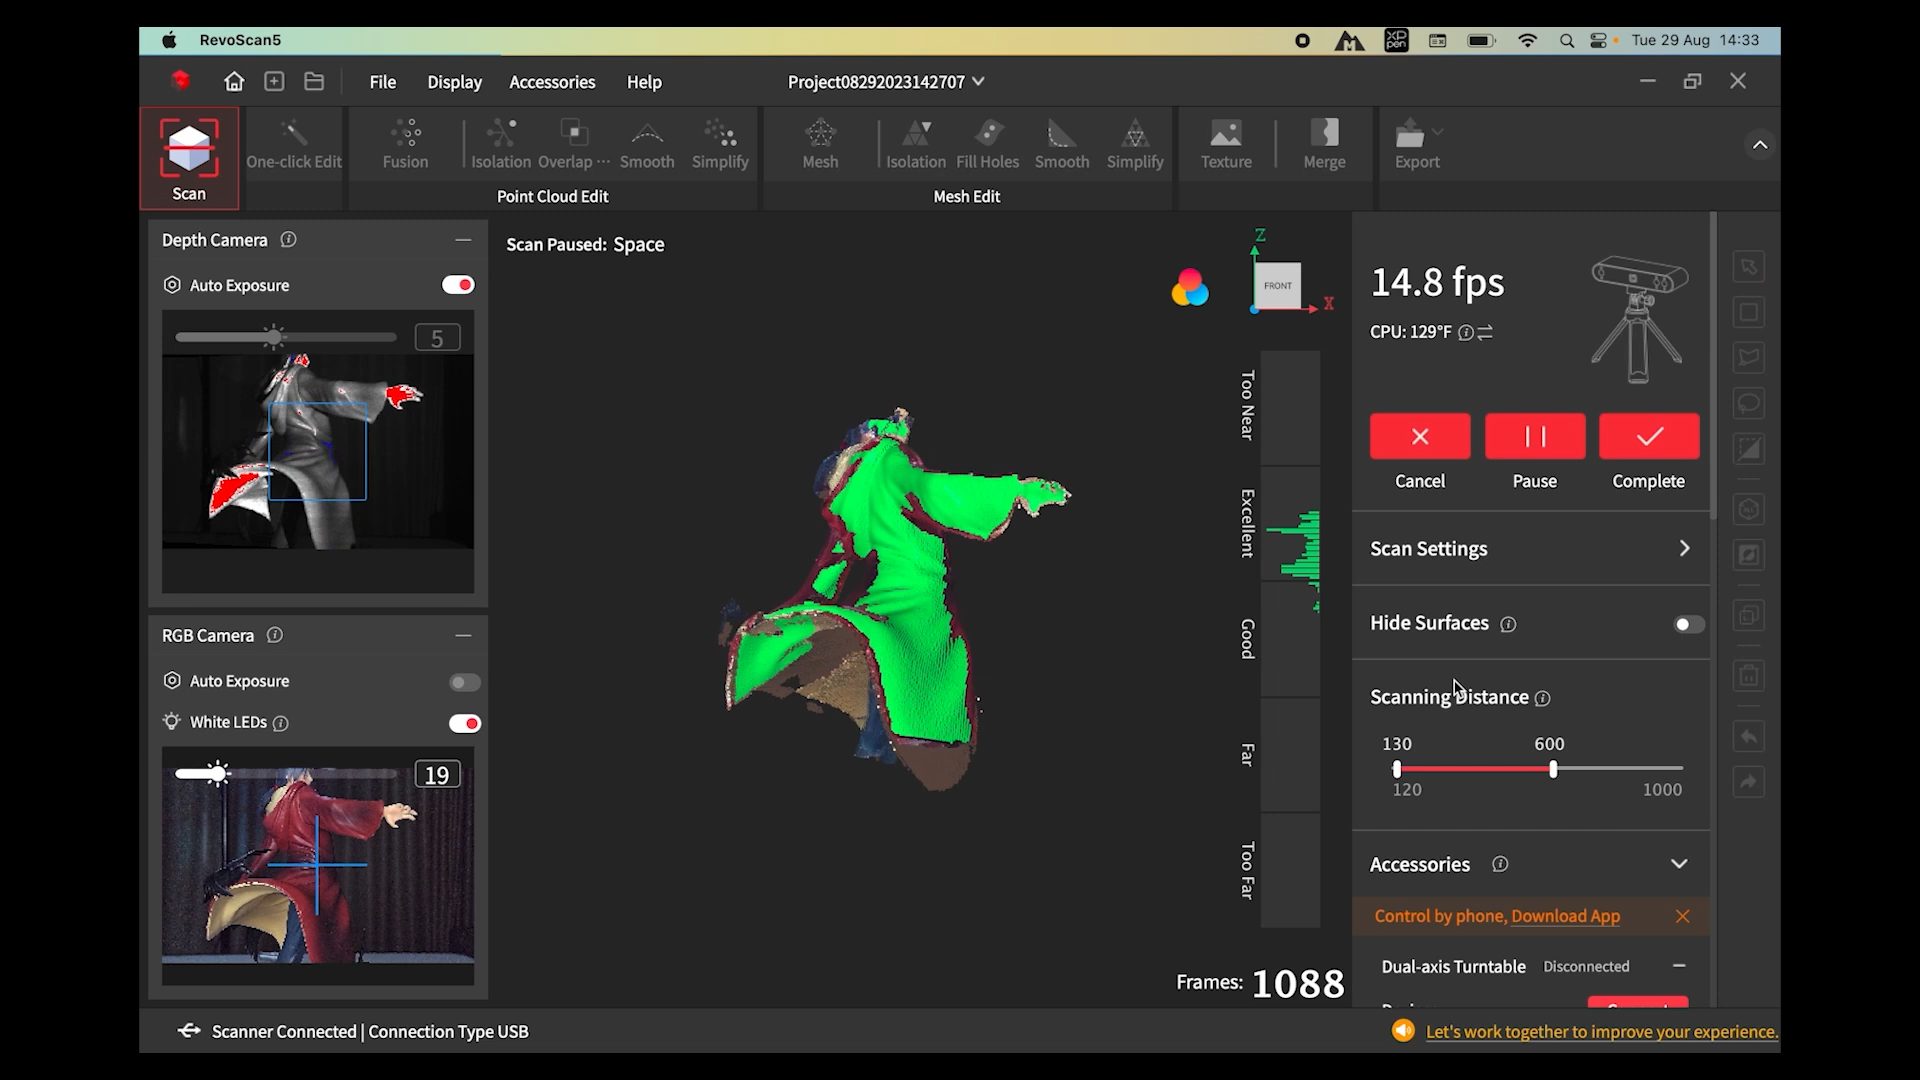 RevoScan5
XP
pen
Tue 29 Aug 14:33
File
Display
Accessories
Help
Project08292023142707
Scan
One-click Edit
Fusion
Isolation
Overlap ···
Smooth
Simplify
Point Cloud Edit
Mesh
Isolation
Fill Holes
Smooth
Simplify
Mesh Edit
Texture
Merge
Export
Depth Camera
Auto Exposure
5
RGB Camera
Auto Exposure
White LEDs
19
Scan Paused: Space
Z
FRONT
X
Too Near
Excellent
Good
Far
Too Far
Frames: 1088
14.8 fps
CPU: 129°F
Cancel
Pause
Complete
Scan Settings
Hide Surfaces
Scanning Distance
130
600
120
1000
Accessories
Control by phone, Download App
Dual-axis Turntable Disconnected
Scanner Connected | Connection Type USB
Let's work together to improve your experience.